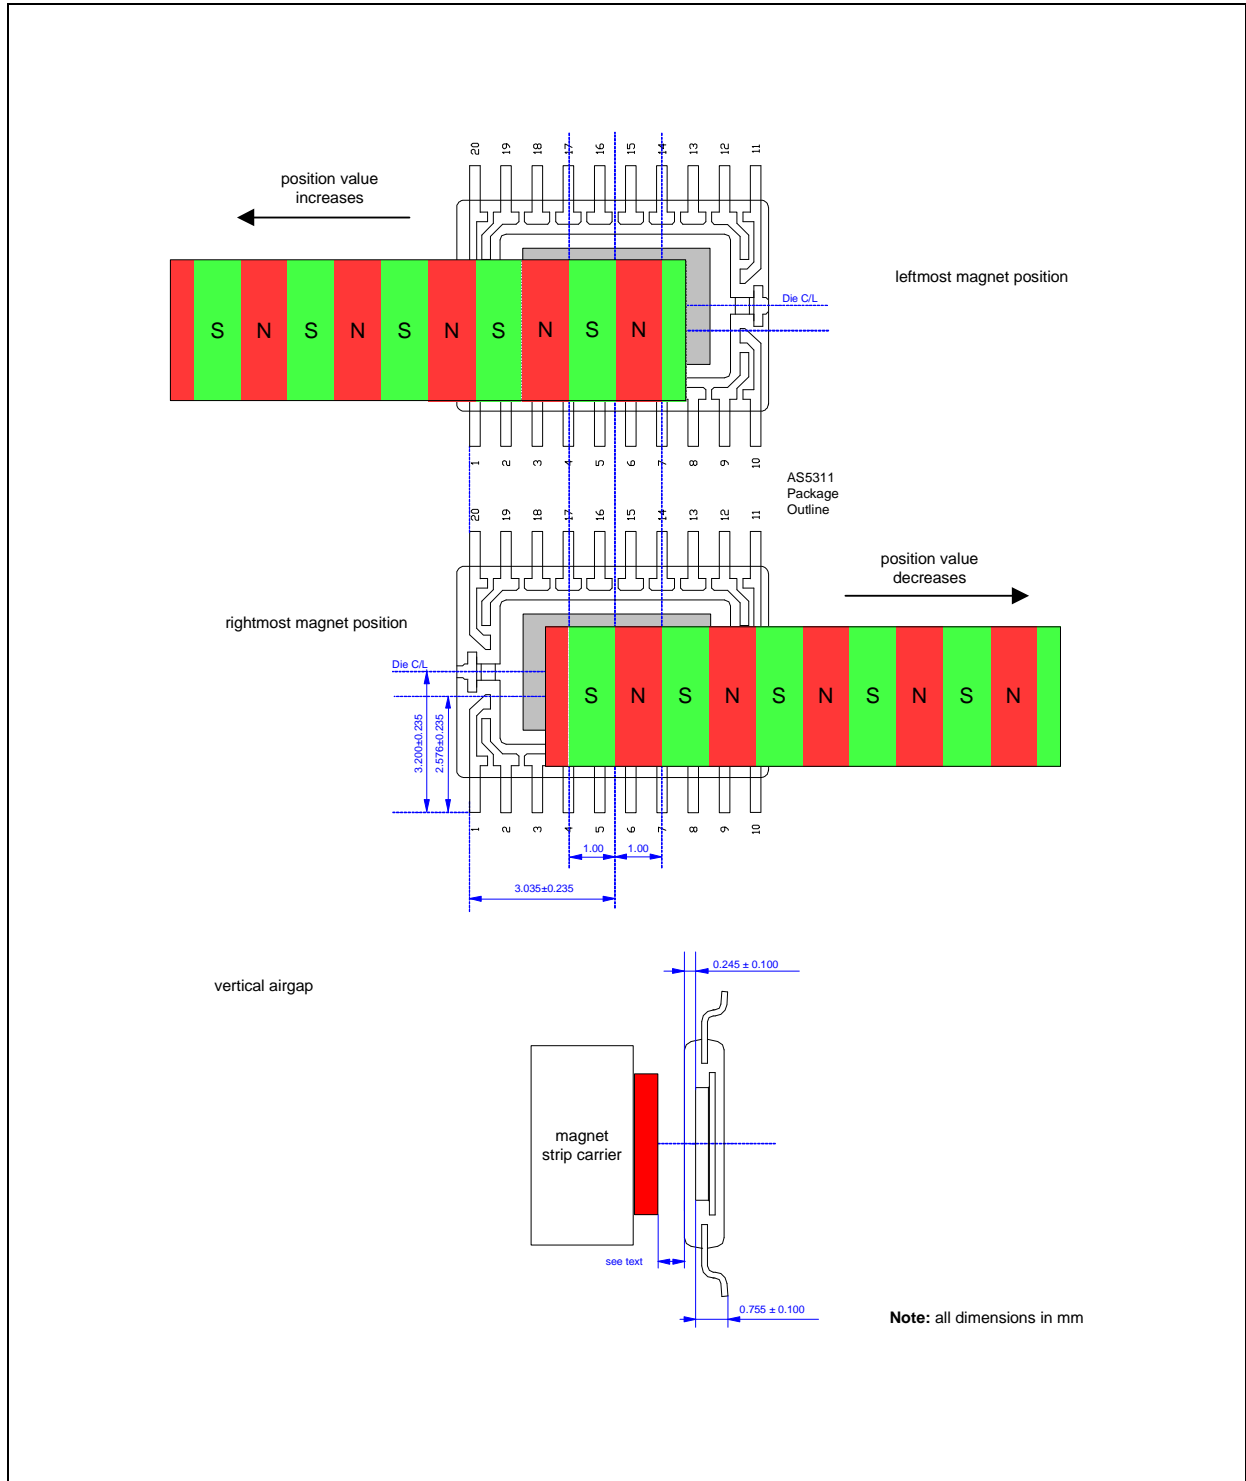 20 19 18 17 16 15 14 13 12 11
position value
increases
leftmost magnet position
Die C/L
S N S N S N S N S N
1 2 3 4 5 6 7 8 9 10
AS5311
Package
Outline
20 19 18 17 16 15 14 13 12 11
position value
decreases
rightmost magnet position
Die C/L
S N S N S N S N S N
3.200±0.235
2.576±0.235
1 2 3 4 5 6 7 8 9 10
1.00 1.00
3.035±0.235
0.245 ± 0.100
vertical airgap
magnet
strip carrier
see text
0.755 ± 0.100
Note: all dimensions in mm